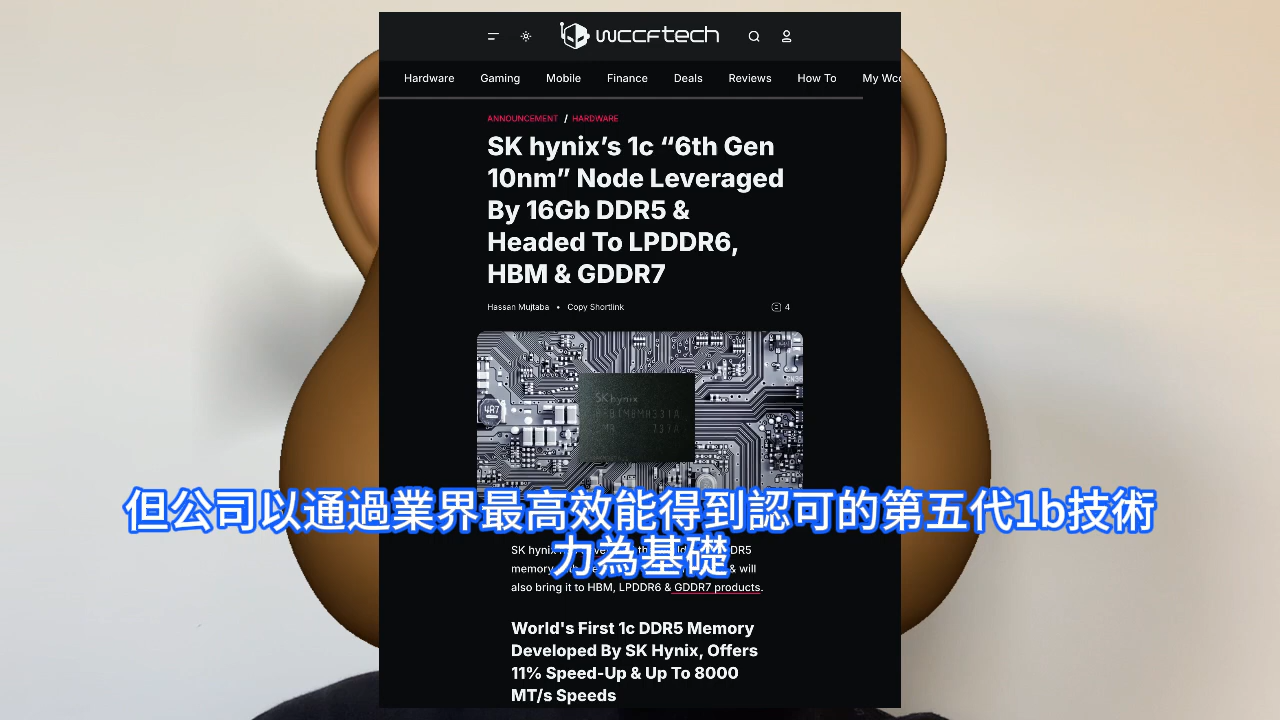 wccftech
Hardware Gaming Mobile Finance Deals Reviews How To My Wcc
ANNOUNCEMENT / HARDWARE
SK hynix’s 1c “6th Gen
10nm” Node Leveraged
By 16Gb DDR5 &
Headed To LPDDR6,
HBM & GDDR7
Hassan Mujtaba • Copy Shortlink 4
4R7
SK hynix
但公司以通過業界最高效能得到認可的第五代1b技術
力為基礎
SK hynix DDR5
memory & will
also bring it to HBM, LPDDR6 & GDDR7 products.
World's First 1c DDR5 Memory
Developed By SK Hynix, Offers
11% Speed-Up & Up To 8000
MT/s Speeds